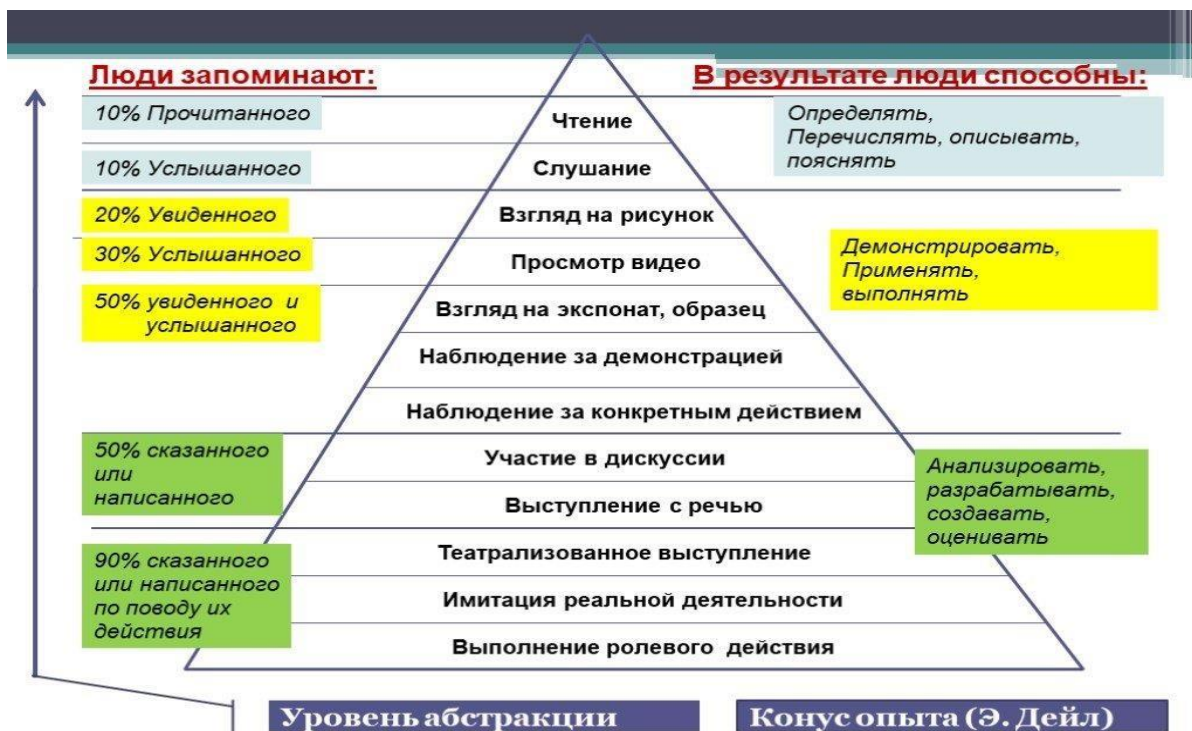 Люди запоминают:
В результате люди способны:
10% Прочитанного
10% Услышанного
20% Увиденного
30% Услышанного
50% увиденного и
услышанного
50% сказанного
или
написанного
90% сказанного
или написанного
по поводу их
действия
Чтение
Слушание
Взгляд на рисунок
Просмотр видео
Взгляд на экспонат, образец
Наблюдение за демонстрацией
Наблюдение за конкретным действием
Участие в дискуссии
Выступление с речью
Театрализованное выступление
Имитация реальной деятельности
Выполнение ролевого действия
Определять,
Перечислять, описывать,
пояснять
Демонстрировать,
Применять,
выполнять
Анализировать,
разрабатывать,
создавать,
оценивать
Уровень абстракции
Конус опыта (Э. Дейл)